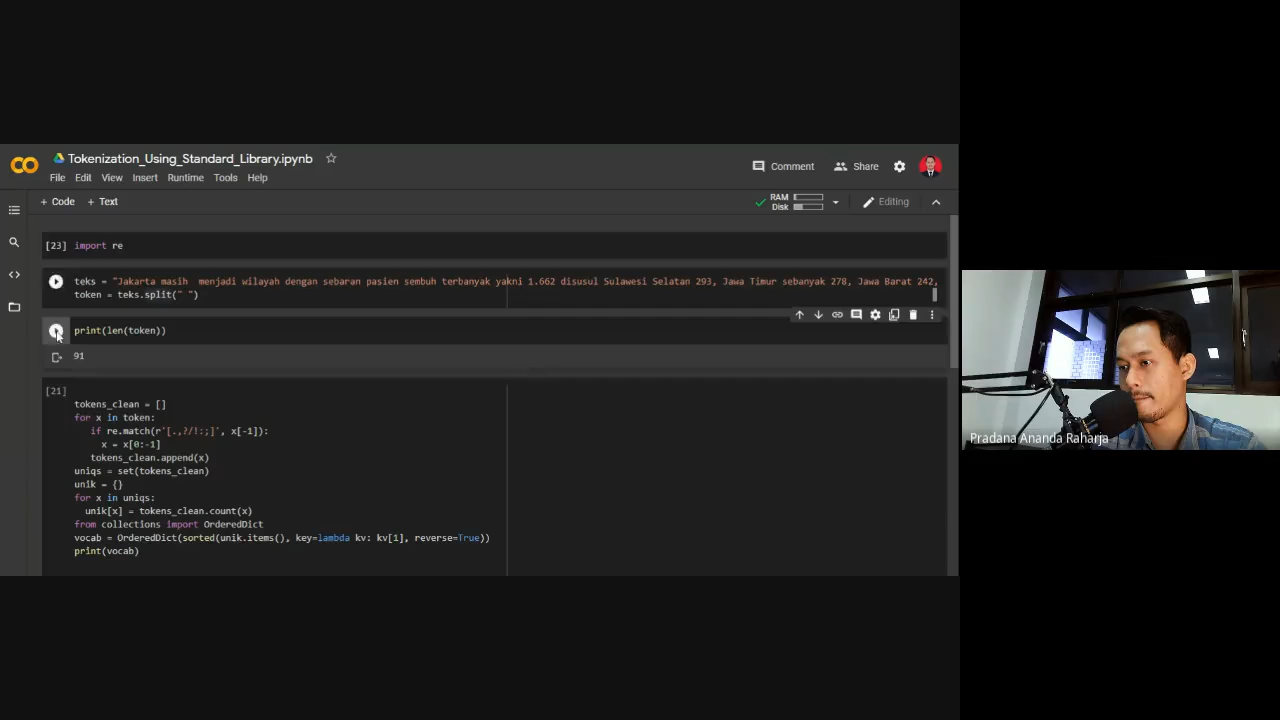 Tokenization_Using_Standard_Library.ipynb
File Edit View Insert Runtime Tools Help
Comment Share
+ Code + Text
RAM
Disk
Editing
[23] import re
teks = "Jakarta masih  menjadi wilayah dengan sebaran pasien sembuh terbanyak yakni 1.662 disusul Sulawesi Selatan 293, Jawa Timur sebanyak 278, Jawa Barat 242,
token = teks.split(" ")
print(len(token))
91
[21]
tokens_clean = []
for x in token:
if re.match(r'[.,?/!:;]', x[-1]):
x = x[0:-1]
tokens_clean.append(x)
uniqs = set(tokens_clean)
unik = {}
for x in uniqs:
unik[x] = tokens_clean.count(x)
from collections import OrderedDict
vocab = OrderedDict(sorted(unik.items(), key=lambda kv: kv[1], reverse=True))
print(vocab)
Pradana Ananda Raharja